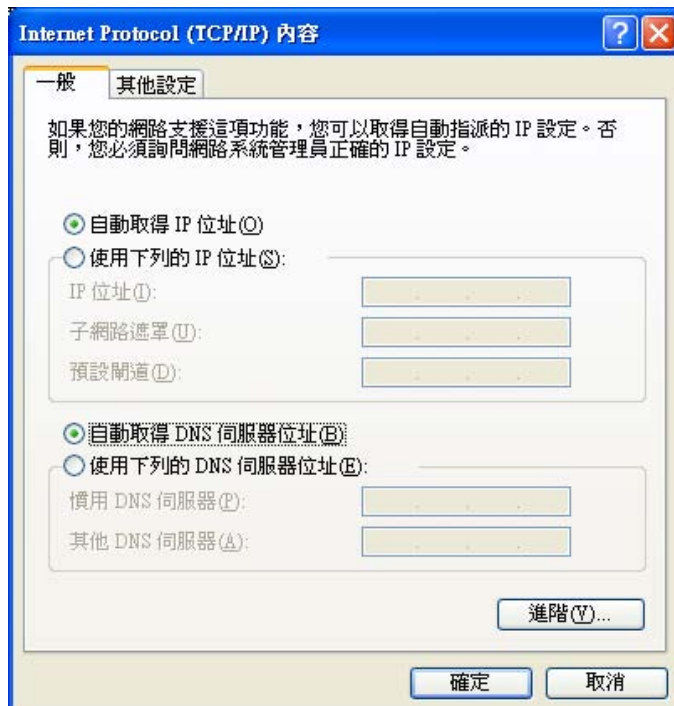 Internet Protocol (TCP/IP) 內容
一般
其他設定
如果您的網路支援這項功能，您可以取得自動指派的 IP 設定。否
則，您必須詢問網路系統管理員正確的 IP 設定。
自動取得 IP 位址(O)
使用下列的 IP 位址(S):
IP 位址(I):
子網路遮罩(U):
預設閘道(D):
自動取得 DNS 伺服器位址(B)
使用下列的 DNS 伺服器位址(E):
慣用 DNS 伺服器(P):
其他 DNS 伺服器(A):
進階(V)...
確定
取消